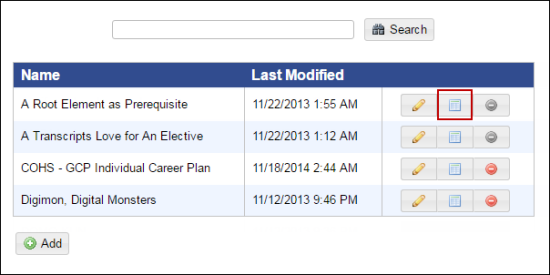 Search
Name Last Modified
A Root Element as Prerequisite 11/22/2013 1:55 AM
A Transcripts Love for An Elective 11/22/2013 1:12 AM
COHS - GCP Individual Career Plan 11/18/2014 2:44 AM
Digimon, Digital Monsters 11/12/2013 9:46 PM
Add